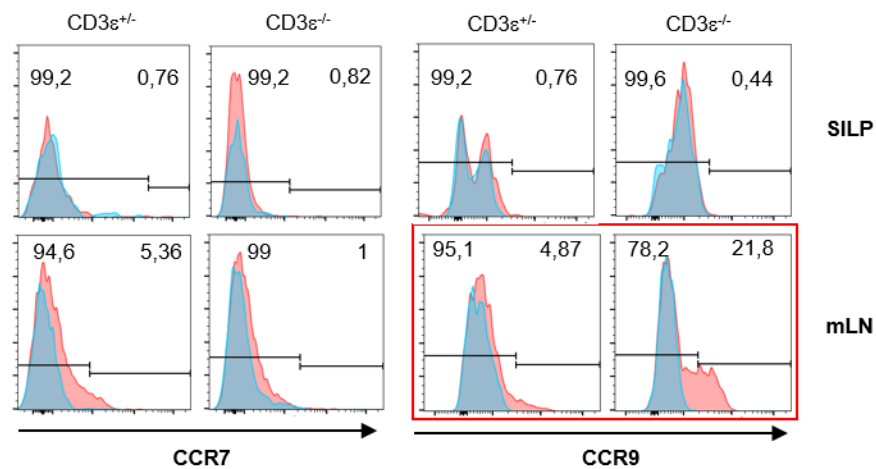 CD3ε+/- CD3ε-/- CD3ε+/- CD3ε-/-
99,2 0,76 99,2 0,82 99,2 0,76 99,6 0,44
SILP
94,6 5,36 99 1 95,1 4,87 78,2 21,8
mLN
CCR7 CCR9